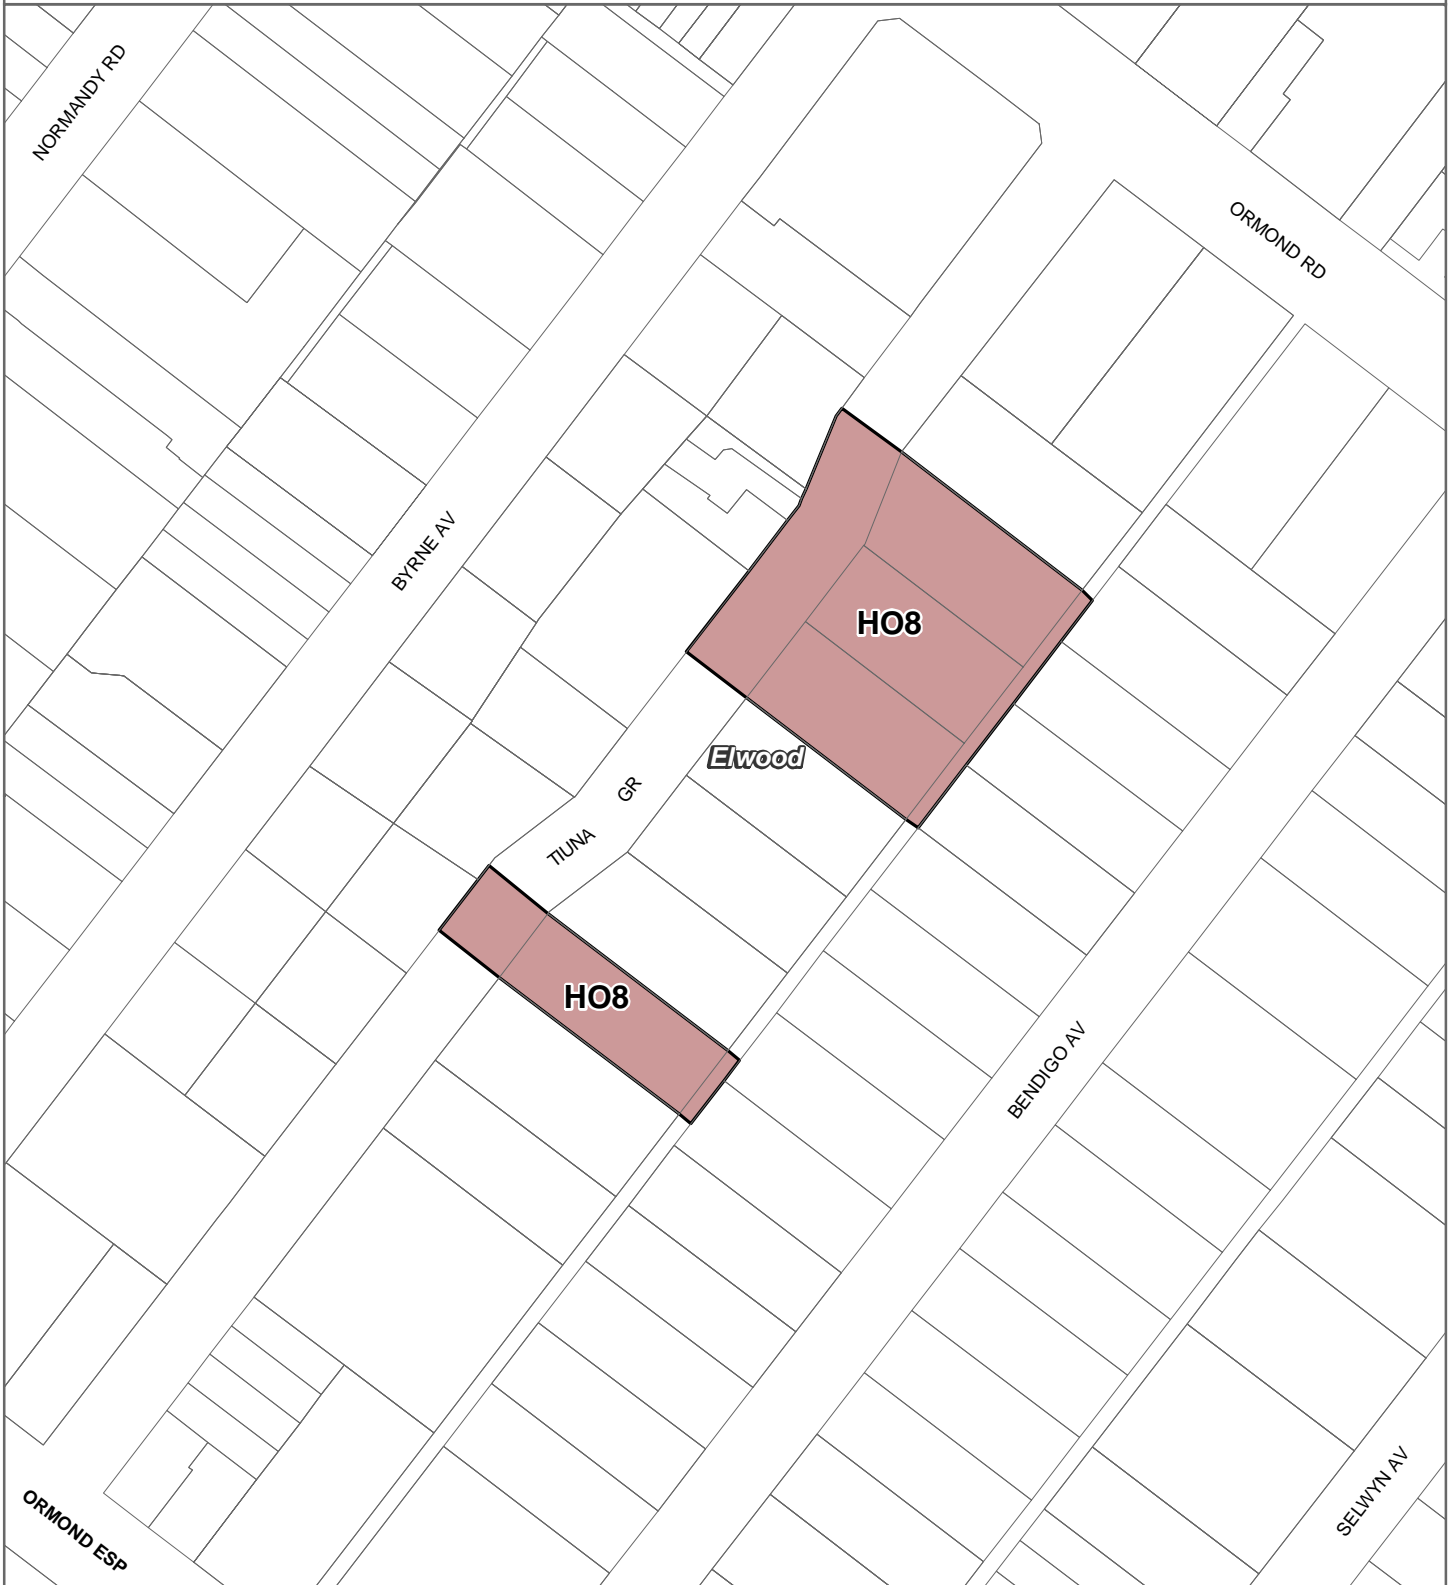 NORMANDY RD
ORMOND RD
BYRNE AV
HO8
Elwood
GR
TIUNA
HO8
BENDIGO AV
SELWYN AV
ORMOND ESP